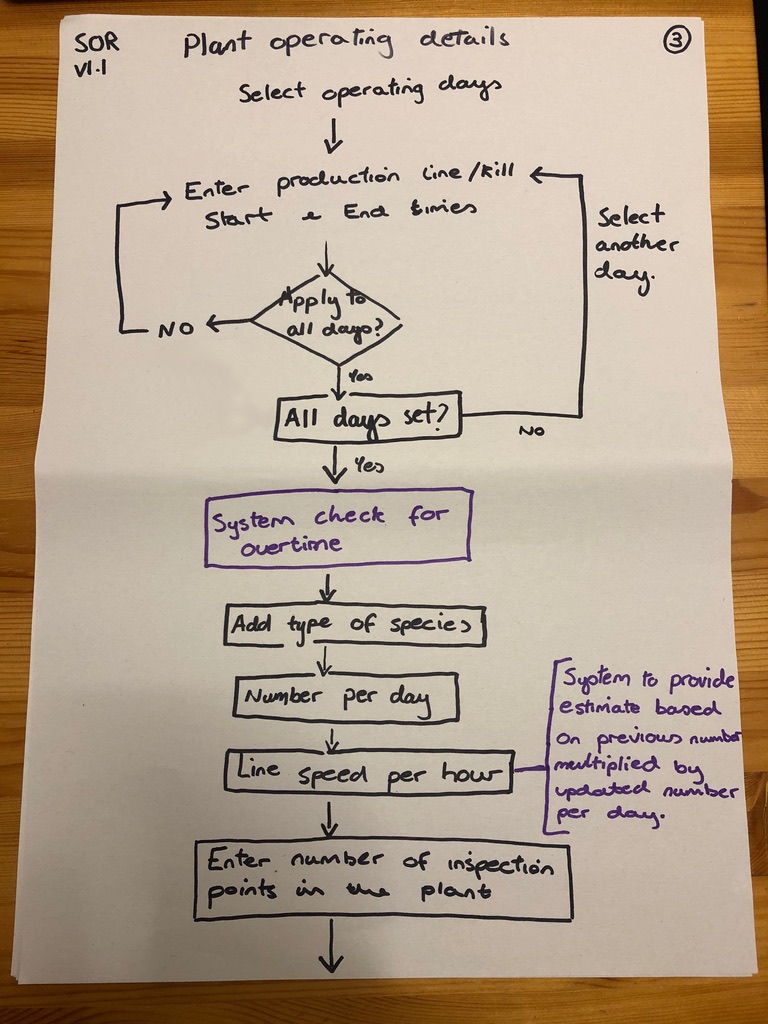 SOR
v1.1
Plant operating details
3
Select operating days
Enter production line/Kill
Start & End times
Select
another
day.
Apply to
all days?
NO
Yes
All days set?
NO
Yes
System check for
overtime
Add type of species
Number per day
System to provide
estimate based
on previous number
multiplied by
updated number
per day.
Line speed per hour
Enter number of inspection
points in the plant